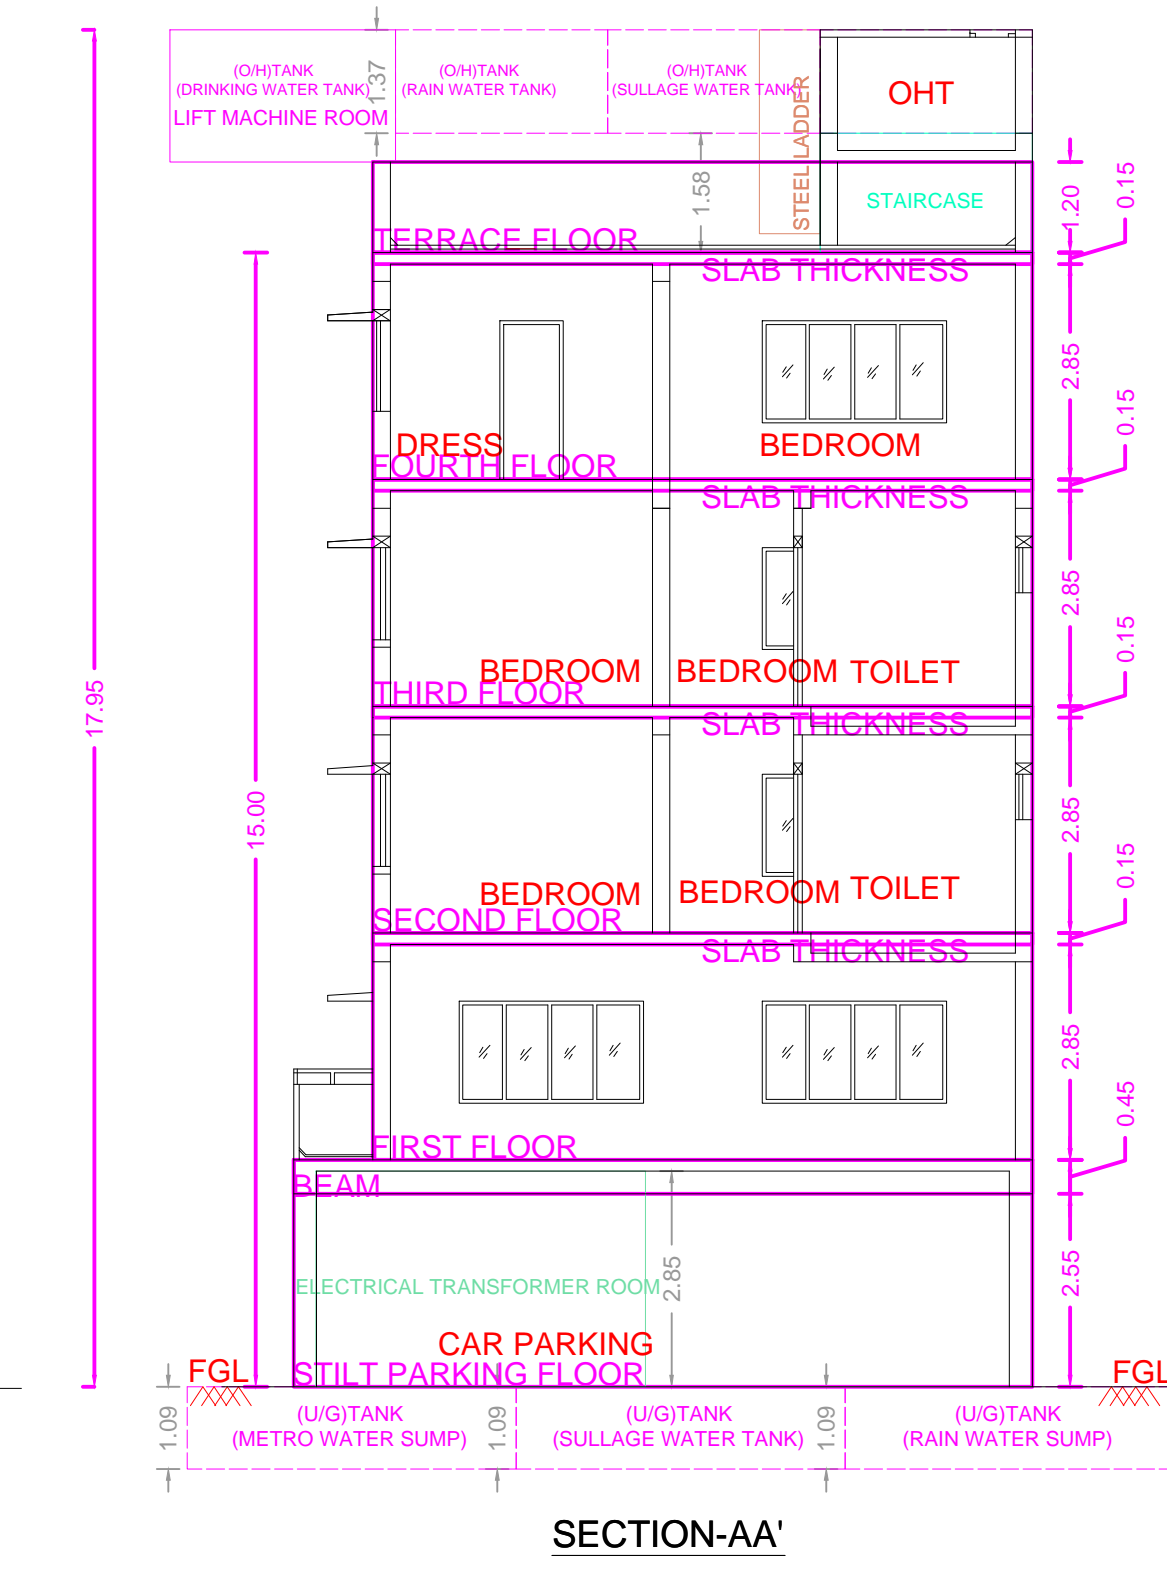 1.37
(O/H)TANK
(DRINKING WATER TANK)
LIFT MACHINE ROOM
(O/H)TANK
(RAIN WATER TANK)
(O/H)TANK
(SULLAGE WATER TANK)
STEEL LADDER
OHT
1.58
STAIRCASE
1.20
0.15
TERRACE FLOOR
SLAB THICKNESS
2.85
0.15
DRESS
BEDROOM
FOURTH FLOOR
SLAB THICKNESS
2.85
0.15
BEDROOM
BEDROOM
TOILET
THIRD FLOOR
SLAB THICKNESS
17.95
15.00
2.85
0.15
BEDROOM
BEDROOM
TOILET
SECOND FLOOR
SLAB THICKNESS
2.85
0.45
FIRST FLOOR
BEAM
2.85
2.55
ELECTRICAL TRANSFORMER ROOM
CAR PARKING
STILT PARKING FLOOR
FGL
FGL
1.09
(U/G)TANK
(METRO WATER SUMP)
1.09
(U/G)TANK
(SULLAGE WATER TANK)
1.09
(U/G)TANK
(RAIN WATER SUMP)
SECTION-AA'